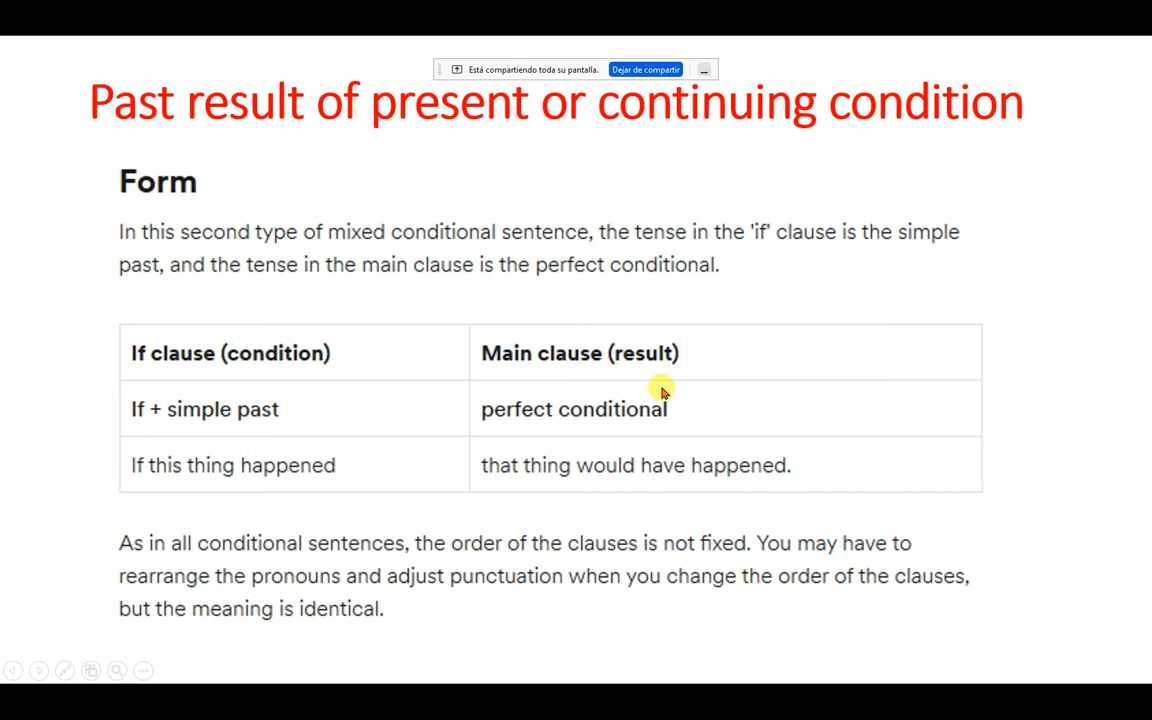 Está compartiendo toda su pantalla. Dejar de compartir
Past result of present or continuing condition
Form
In this second type of mixed conditional sentence, the tense in the 'if' clause is the simple
past, and the tense in the main clause is the perfect conditional.
If clause (condition) Main clause (result)
If + simple past perfect conditional
If this thing happened that thing would have happened.
As in all conditional sentences, the order of the clauses is not fixed. You may have to
rearrange the pronouns and adjust punctuation when you change the order of the clauses,
but the meaning is identical.